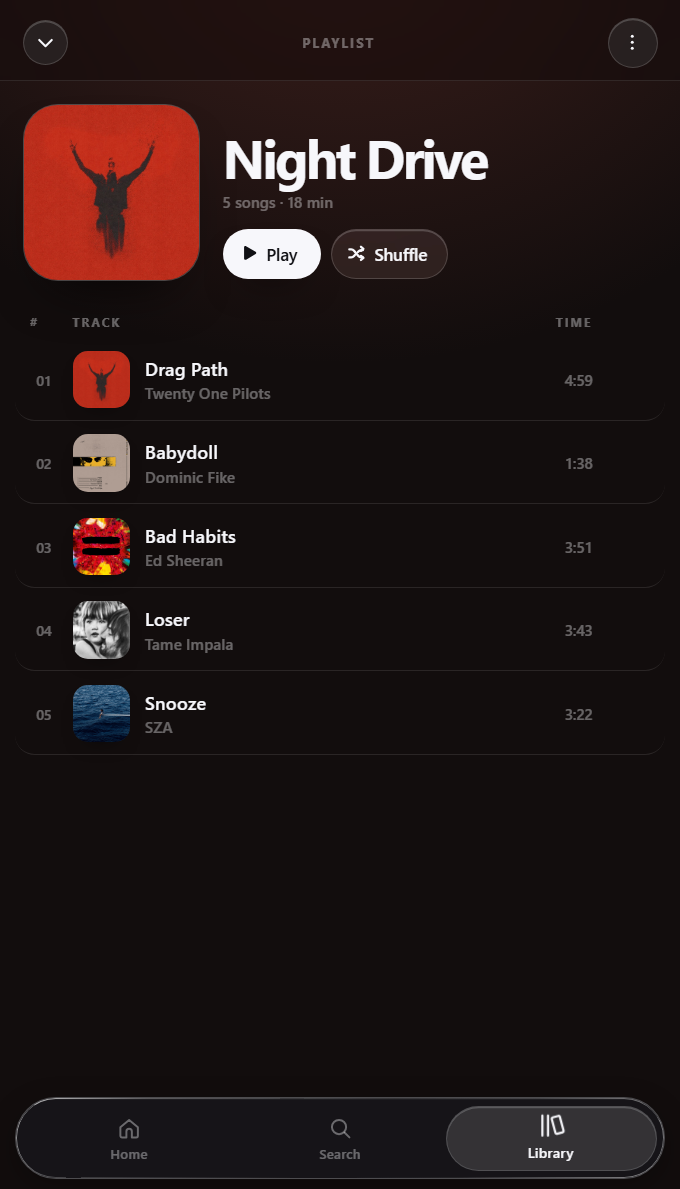 PLAYLIST
Night Drive
5 songs · 18 min
Play
Shuffle
# TRACK TIME
01 Drag Path 4:59
Twenty One Pilots
02 Babydoll 1:38
Dominic Fike
03 Bad Habits 3:51
Ed Sheeran
04 Loser 3:43
Tame Impala
05 Snooze 3:22
SZA
Home
Search
Library